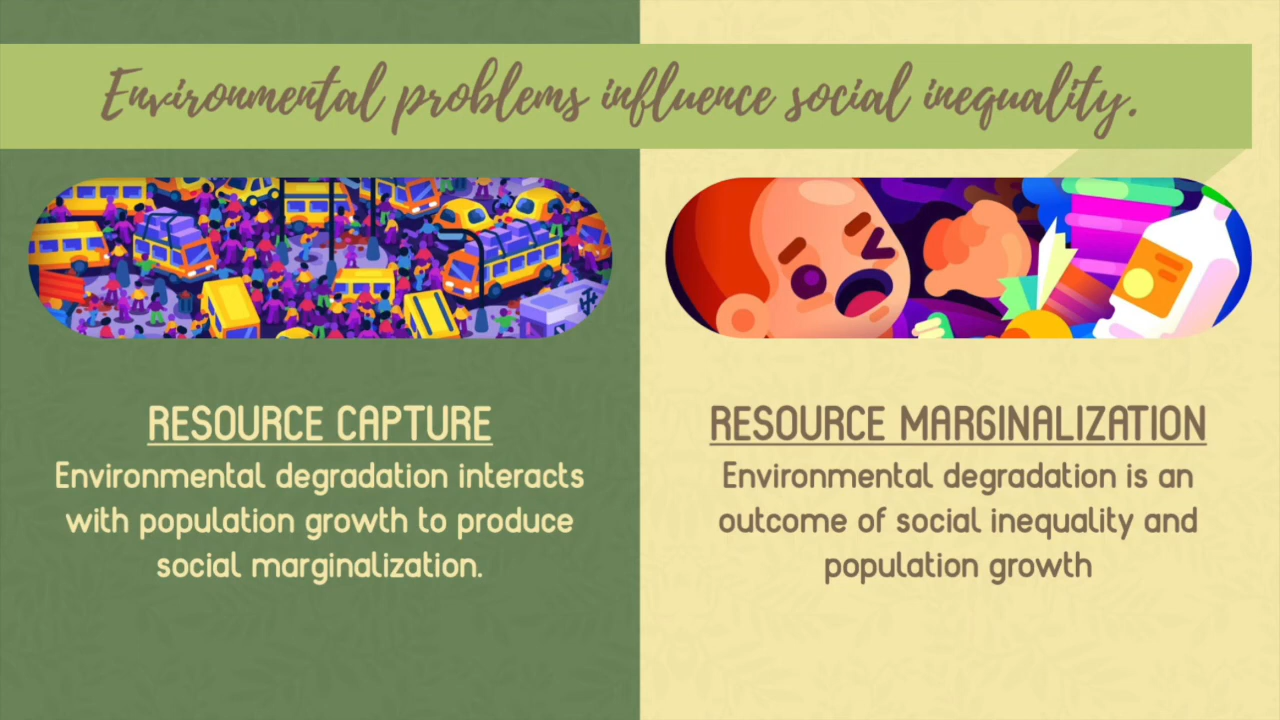 Environmental problems influence social inequality.
RESOURCE CAPTURE
Environmental degradation interacts
with population growth to produce
social marginalization.
RESOURCE MARGINALIZATION
Environmental degradation is an
outcome of social inequality and
population growth